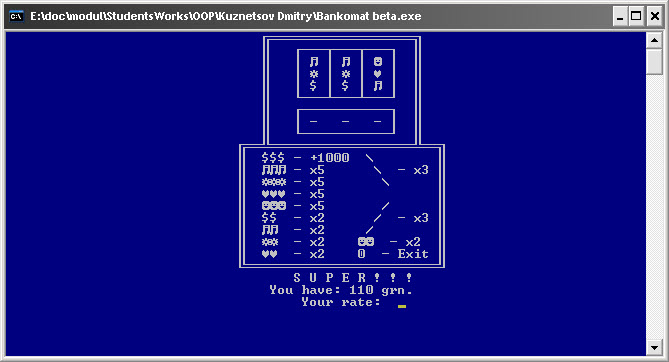 E:\doc\modul\StudentsWorks\OOP\Kuznetsov Dmitry\Bankomat beta.exe
♫ ♫ ☻
☼ ☼ ♥
$ $ ♫
- - -
$$$ - +1000 \
♫♫♫ - x5 \ - x3
☼☼☼ - x5 \
♥♥♥ - x5
☻☻☻ - x5 /
$$ - x2 / - x3
♫♫ - x2 /
☼☼ - x2 ☻☻ - x2
♥♥ - x2 0 - Exit
S U P E R ! ! !
You have: 110 grn.
Your rate: _